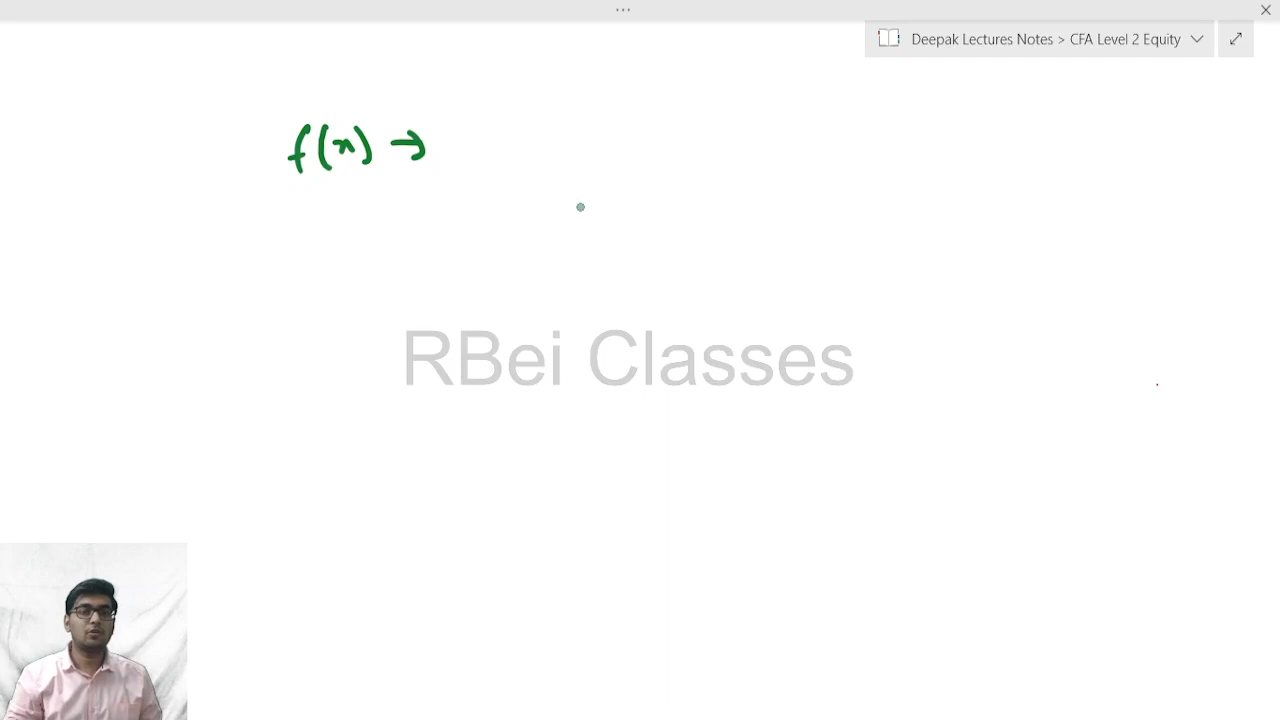 Deepak Lectures Notes > CFA Level 2 Equity
f(x) →
RBei Classes